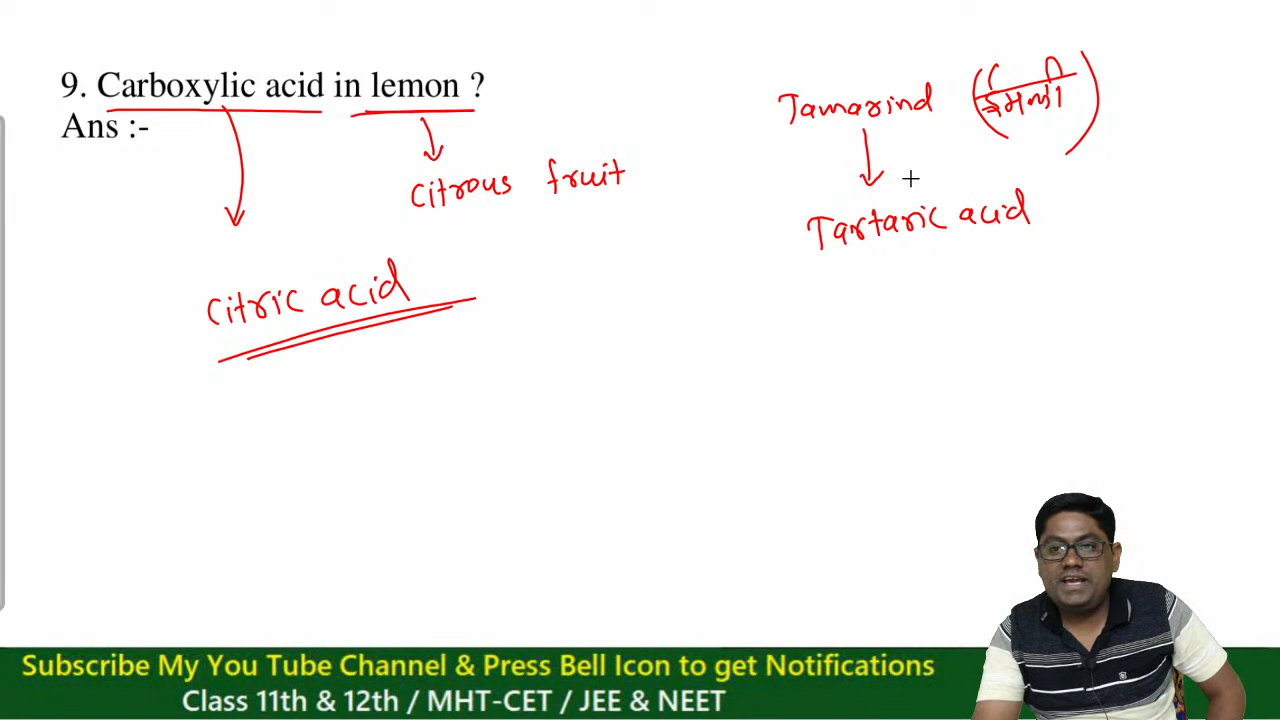 9. Carboxylic acid in lemon ?
Ans :-
citrous fruit
citric acid
Tamarind (इमली)
Tartaric acid
Subscribe My You Tube Channel & Press Bell Icon to get Notifications
Class 11th & 12th / MHT-CET / JEE & NEET